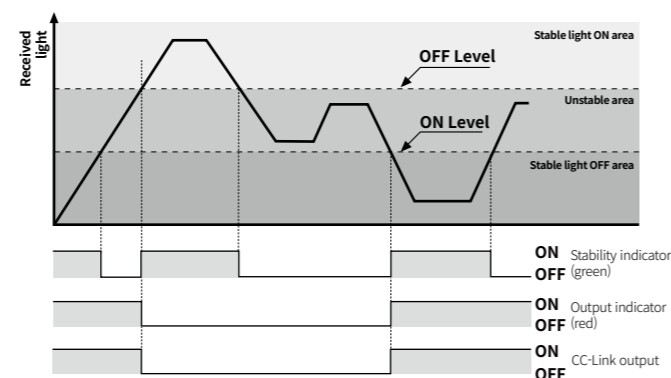 Received
light
Stable light ON area
OFF Level
Unstable area
ON Level
Stable light OFF area
ON
OFF
Stability indicator
(green)
ON
OFF
Output indicator
(red)
ON
OFF
CC-Link output